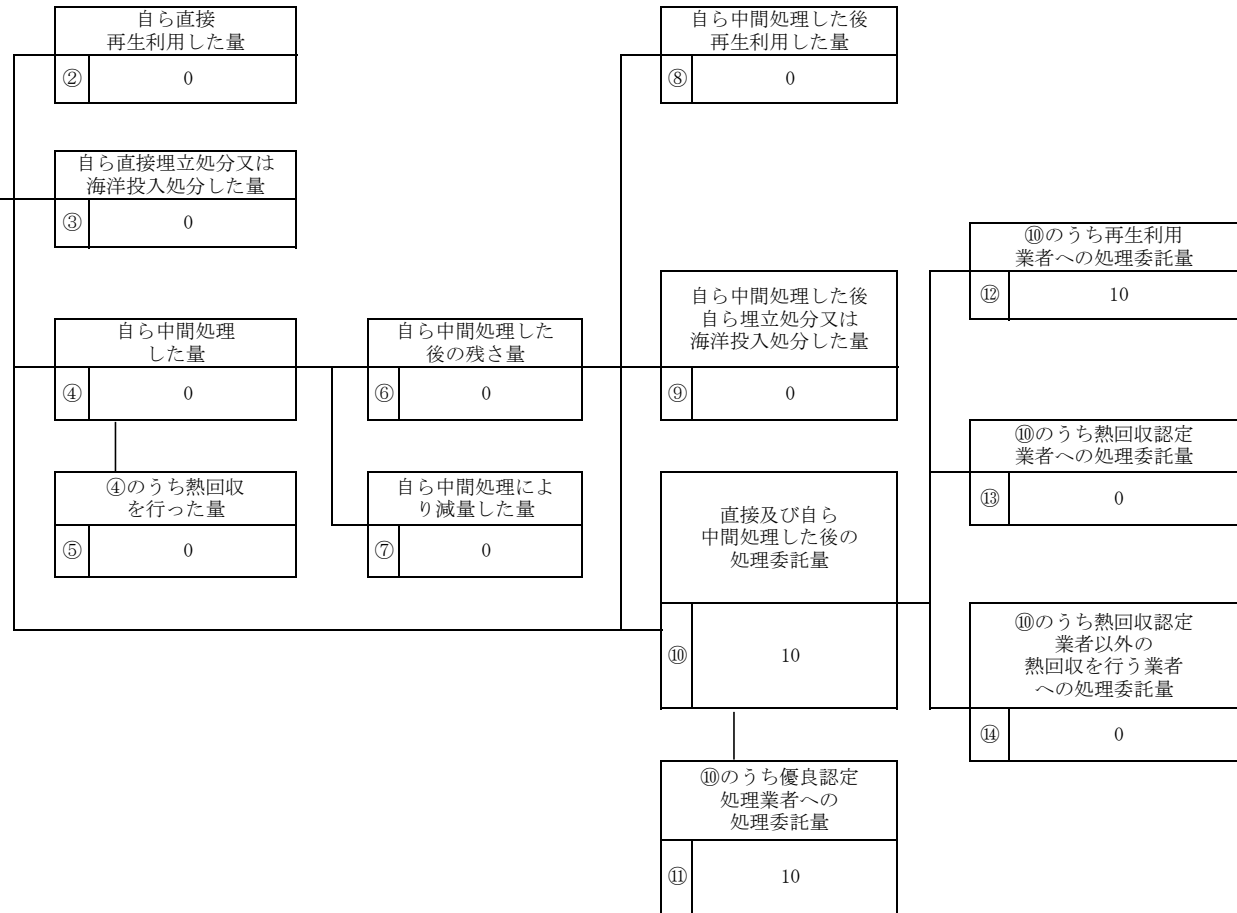 自ら直接
再生利用した量
② 0
自ら中間処理した後
再生利用した量
⑧ 0
自ら直接埋立処分又は
海洋投入処分した量
③ 0
⑩のうち再生利用
業者への処理委託量
⑫ 10
自ら中間処理
した量
④ 0
自ら中間処理した
後の残さ量
⑥ 0
自ら中間処理した後
自ら埋立処分又は
海洋投入処分した量
⑨ 0
⑩のうち熱回収認定
業者への処理委託量
⑬ 0
④のうち熱回収
を行った量
⑤ 0
自ら中間処理によ
り減量した量
⑦ 0
直接及び自ら
中間処理した後の
処理委託量
⑩ 10
⑩のうち熱回収認定
業者以外の
熱回収を行う業者
への処理委託量
⑭ 0
⑩のうち優良認定
処理業者への
処理委託量
⑪ 10